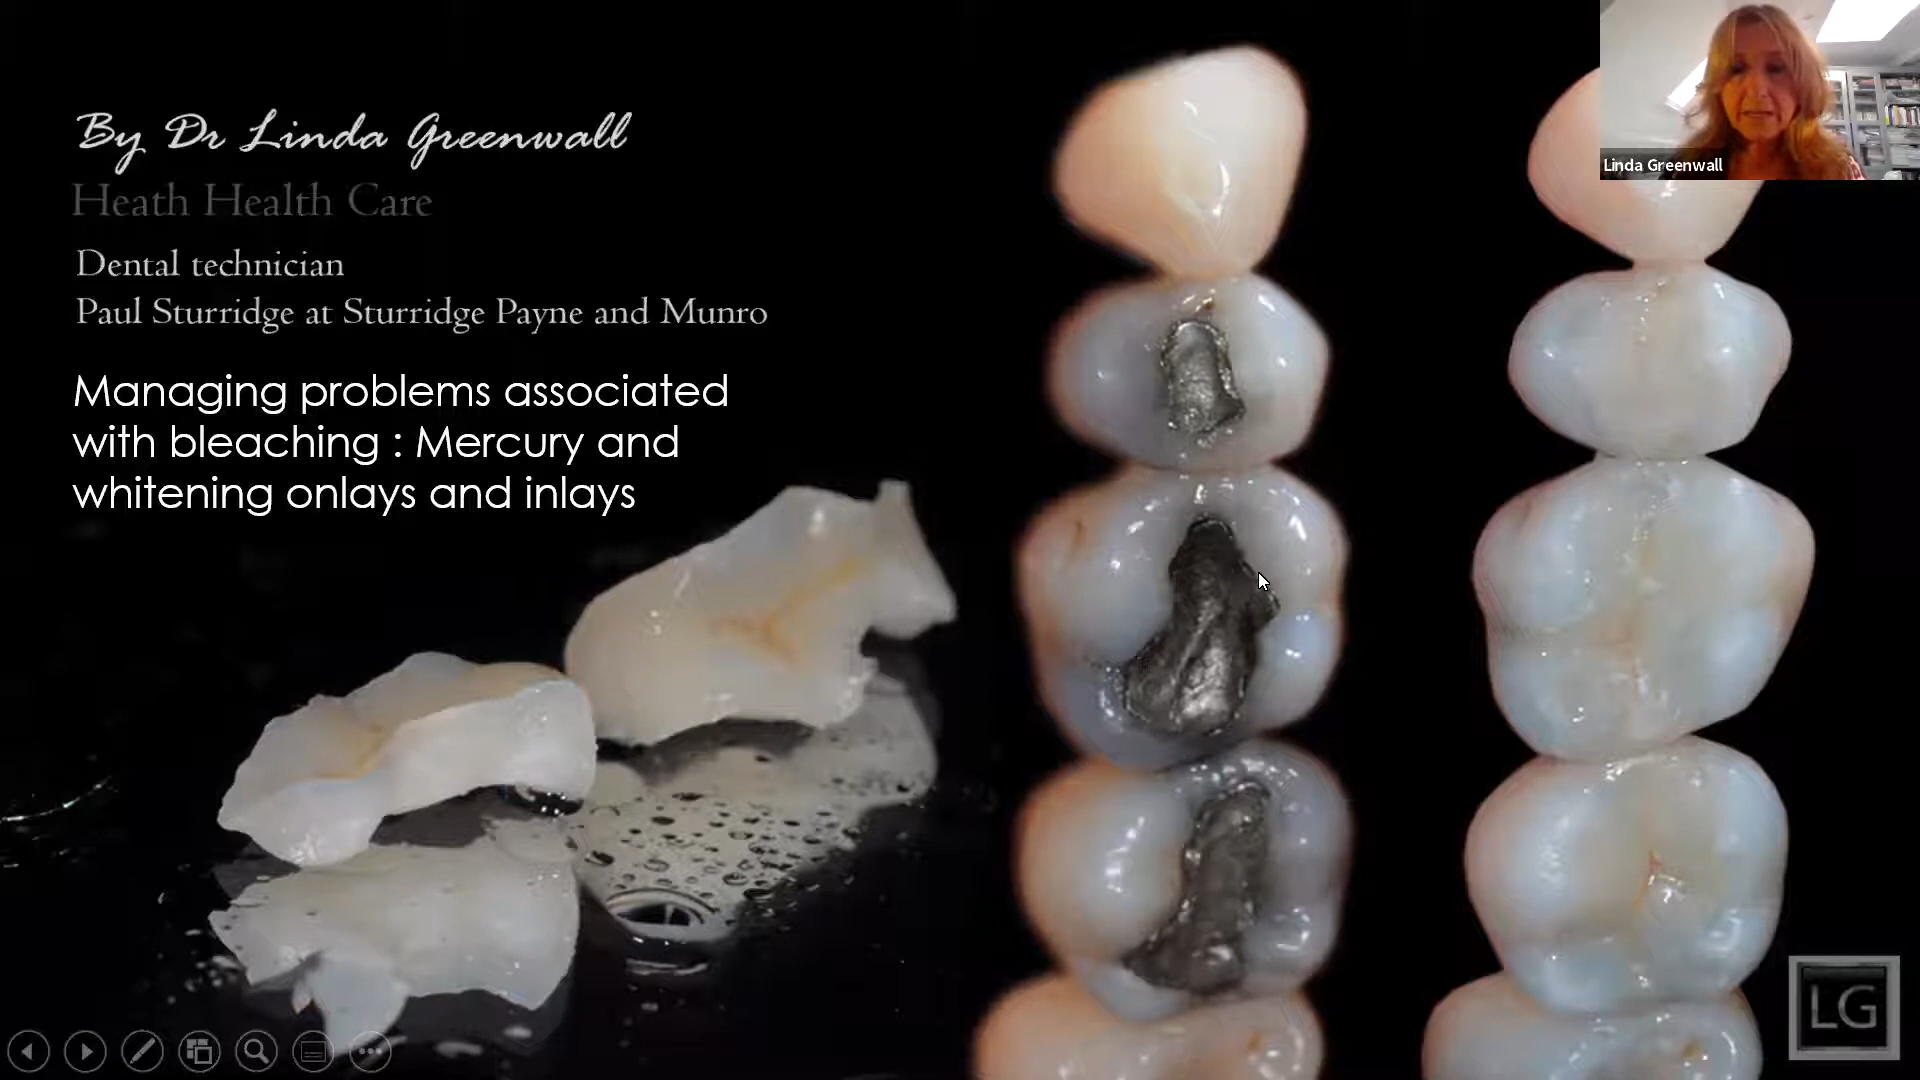 By Dr Linda Greenwall
Heath Health Care
Dental technician
Paul Sturridge at Sturridge Payne and Munro
Managing problems associated
with bleaching : Mercury and
whitening onlays and inlays
Linda Greenwall
LG